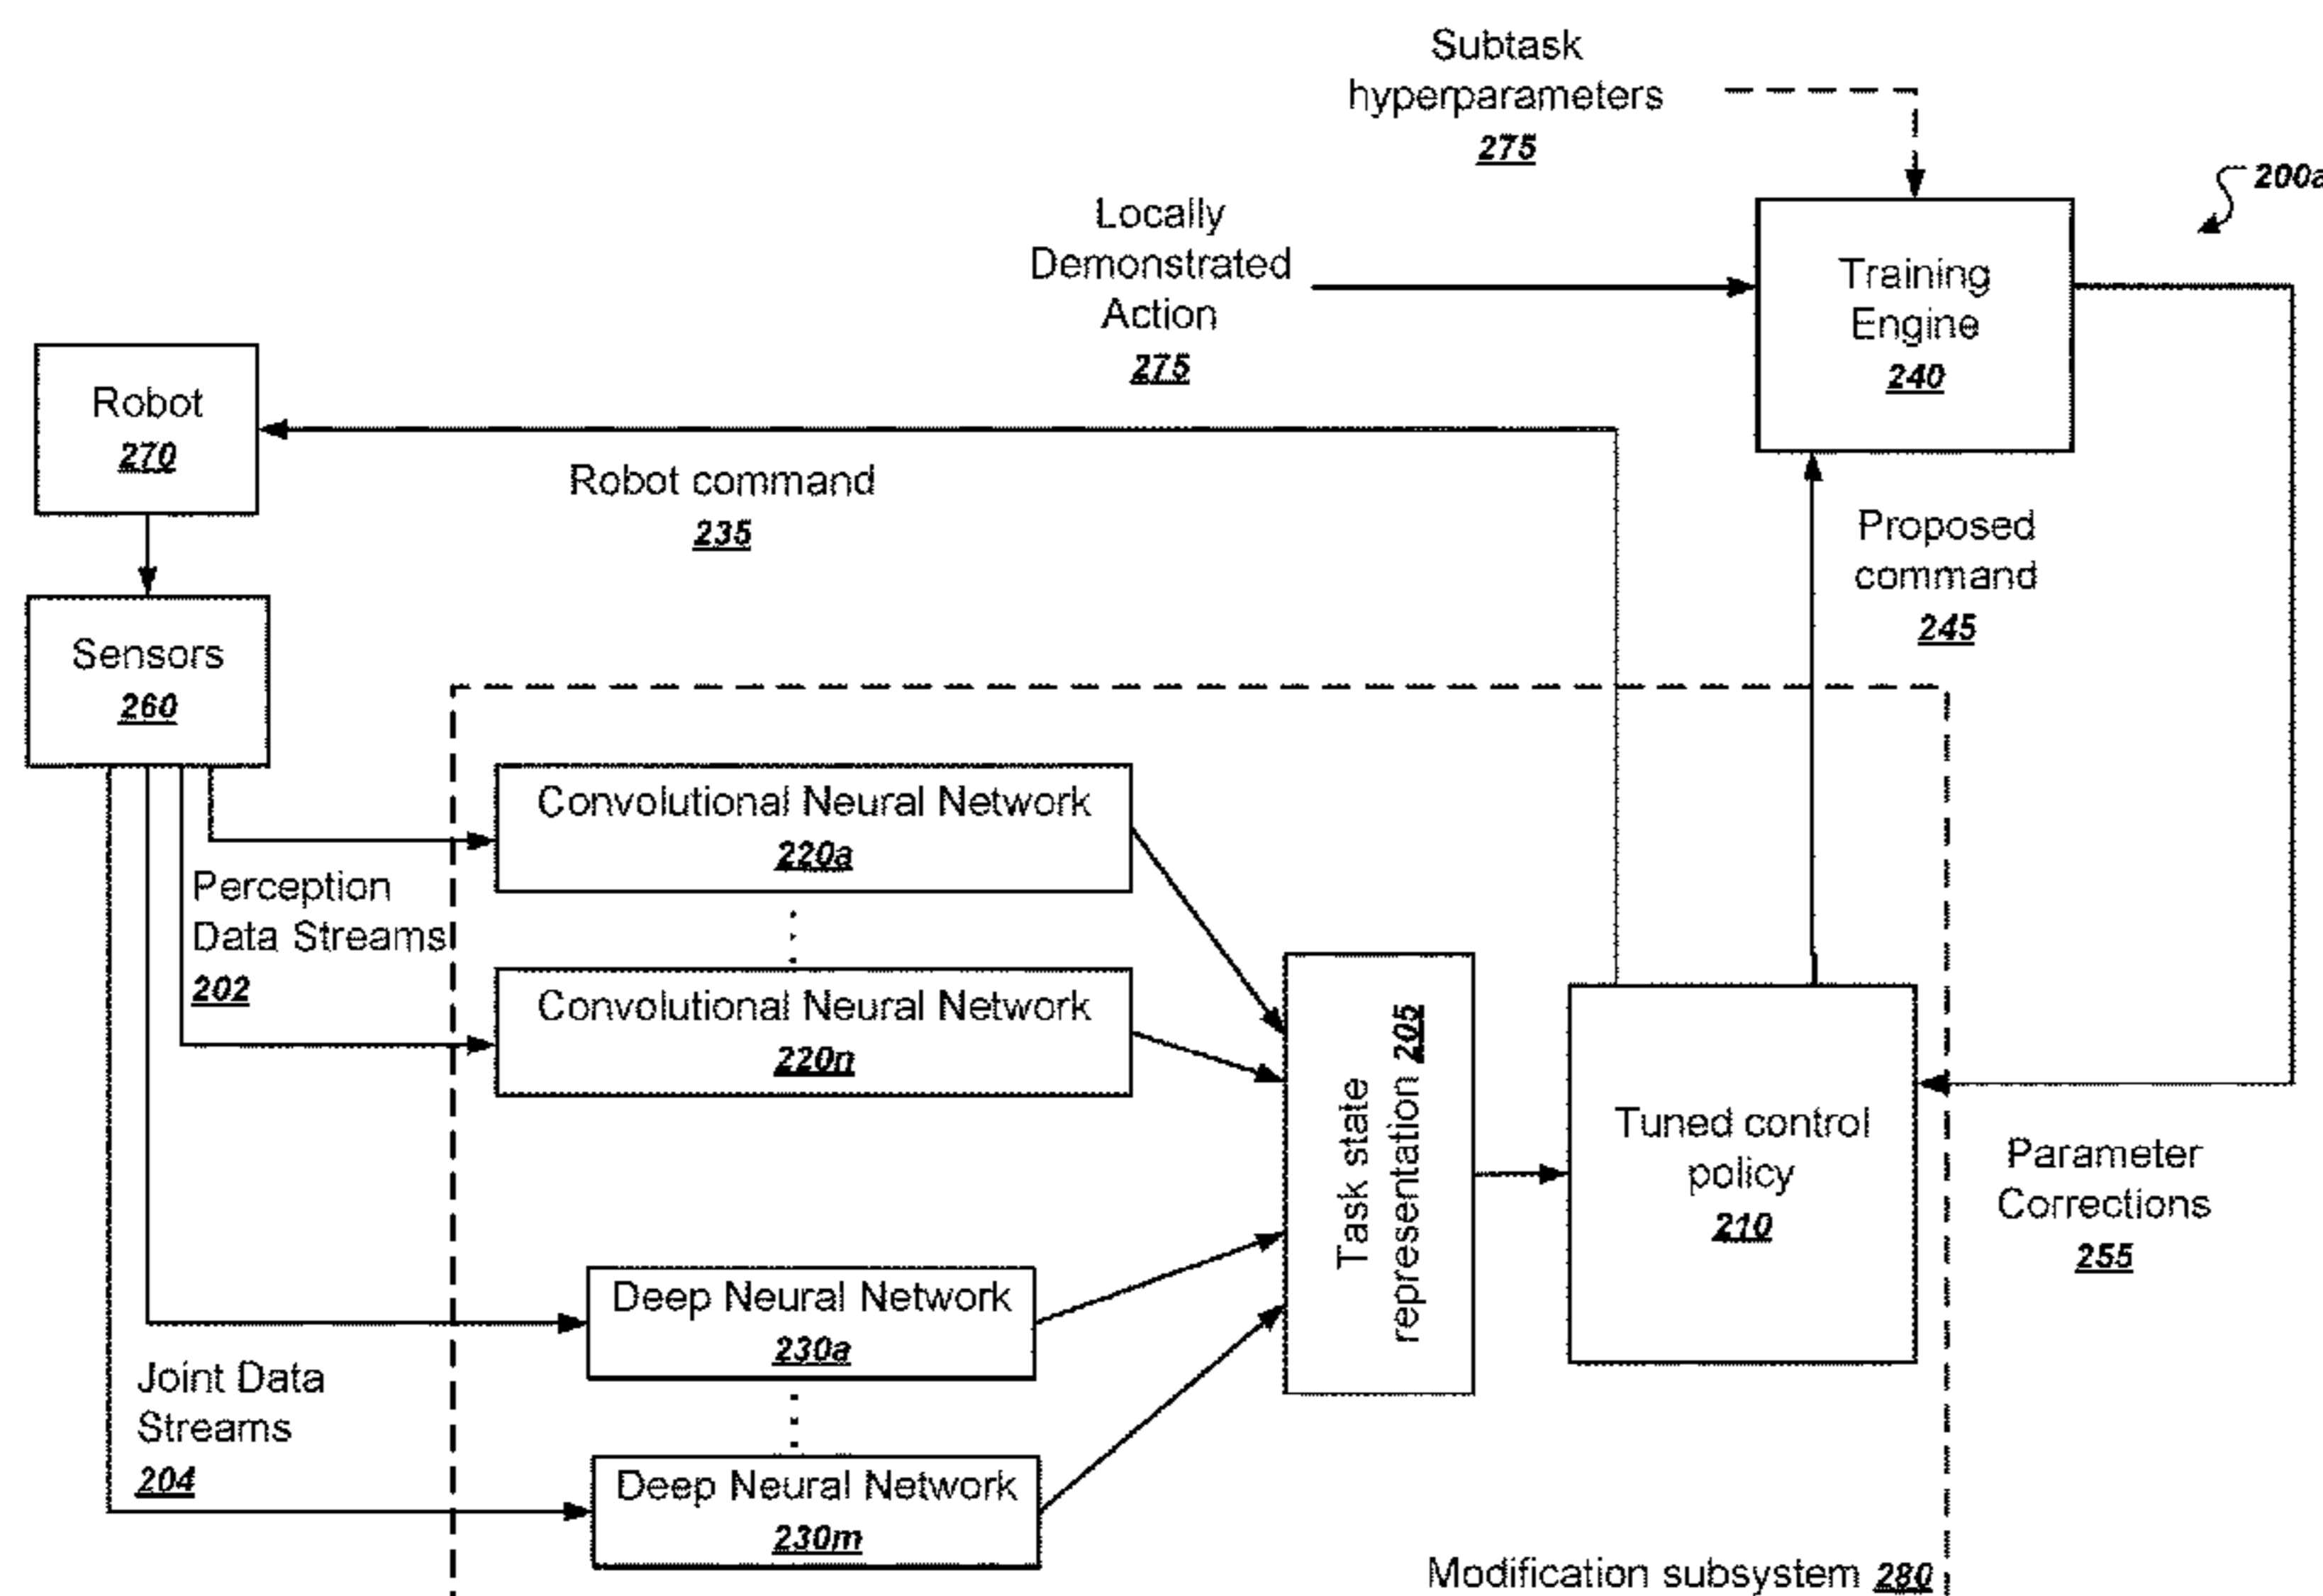 Subtask
hyperparameters
275
200a
Locally
Demonstrated
Action
275
Training
Engine
240
Robot
270
Robot command
235
Proposed
command
245
Sensors
260
Convolutional Neural Network
220a
Perception
Data Streams
202
Convolutional Neural Network
220n
Task state
representation 205
Tuned control
policy
210
Parameter
Corrections
255
Deep Neural Network
230a
Joint Data
Streams
204
Deep Neural Network
230m
Modification subsystem 280